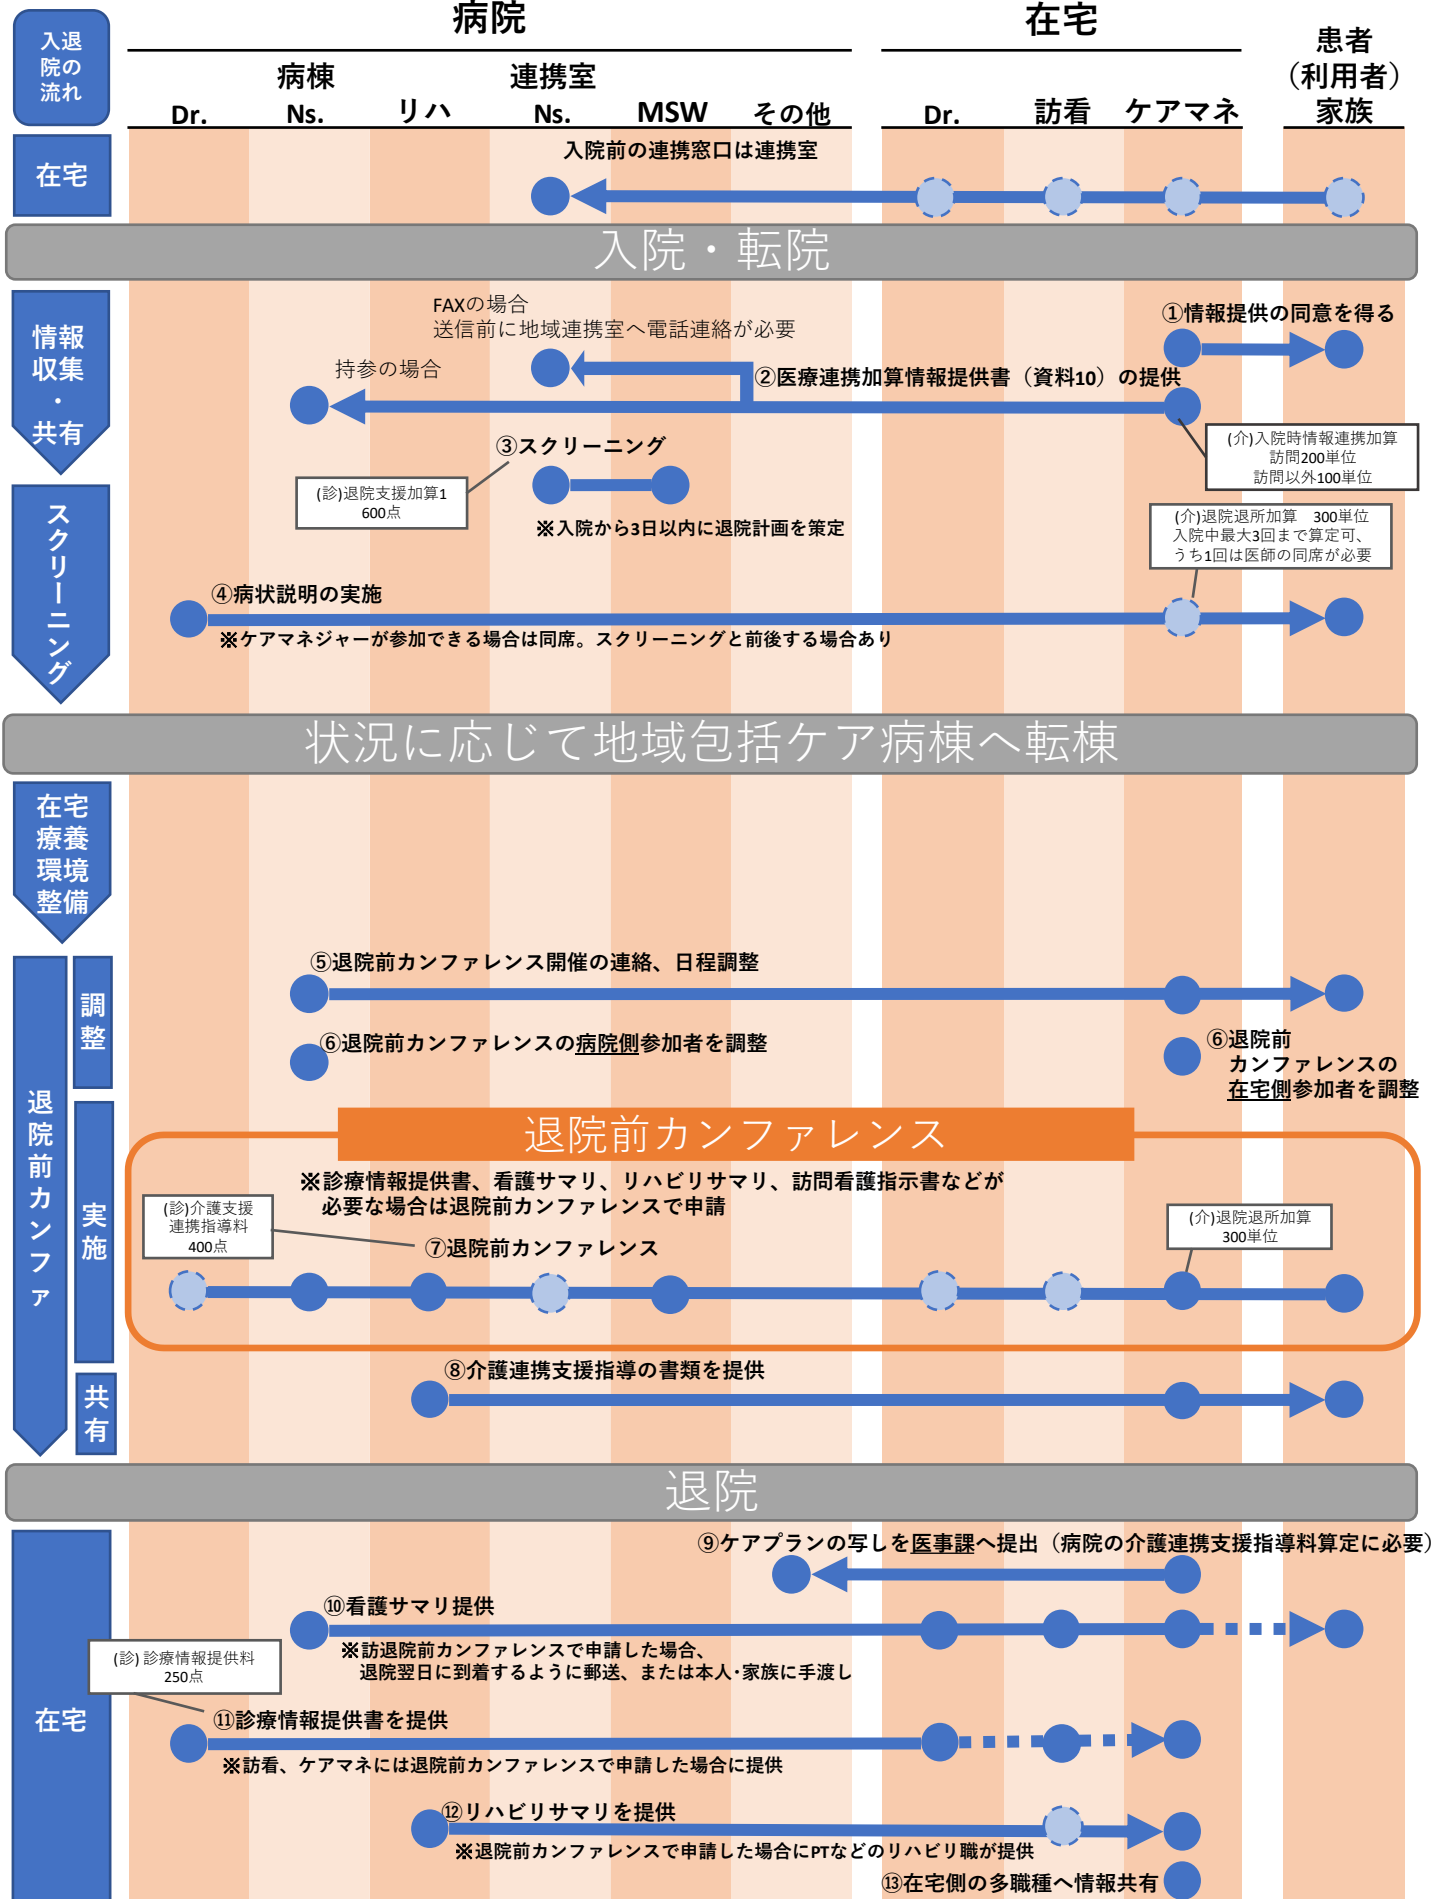 病院
在宅
入退
院の
流れ
患者
（利用者）
家族
病棟
Ns.
連携室
Ns.
Dr.
リハ
MSW
その他
Dr.
訪看
ケアマネ
在宅
入院前の連携窓口は連携室
入院・転院
情報
収集
・
共有
FAXの場合
送信前に地域連携室へ電話連絡が必要
①情報提供の同意を得る
持参の場合
②医療連携加算情報提供書（資料10）の提供
(介)入院時情報連携加算
訪問200単位
訪問以外100単位
③スクリーニング
(診)退院支援加算1
600点
※入院から3日以内に退院計画を策定
スクリーニング
(介)退院退所加算　300単位
入院中最大3回まで算定可、
うち1回は医師の同席が必要
④病状説明の実施
※ケアマネジャーが参加できる場合は同席。スクリーニングと前後する場合あり
状況に応じて地域包括ケア病棟へ転棟
在宅
療養
環境
整備
退院前カンファ
調整
⑤退院前カンファレンス開催の連絡、日程調整
⑥退院前カンファレンスの病院側参加者を調整
⑥退院前
カンファレンスの
在宅側参加者を調整
実施
退院前カンファレンス
※診療情報提供書、看護サマリ、リハビリサマリ、訪問看護指示書などが
必要な場合は退院前カンファレンスで申請
(診)介護支援
連携指導料
400点
⑦退院前カンファレンス
(介)退院退所加算
300単位
共有
⑧介護連携支援指導の書類を提供
退院
在宅
⑨ケアプランの写しを医事課へ提出（病院の介護連携支援指導料算定に必要）
⑩看護サマリ提供
※訪退院前カンファレンスで申請した場合、
退院翌日に到着するように郵送、または本人・家族に手渡し
(診) 診療情報提供料
250点
⑪診療情報提供書を提供
※訪看、ケアマネには退院前カンファレンスで申請した場合に提供
⑫リハビリサマリを提供
※退院前カンファレンスで申請した場合にPTなどのリハビリ職が提供
⑬在宅側の多職種へ情報共有